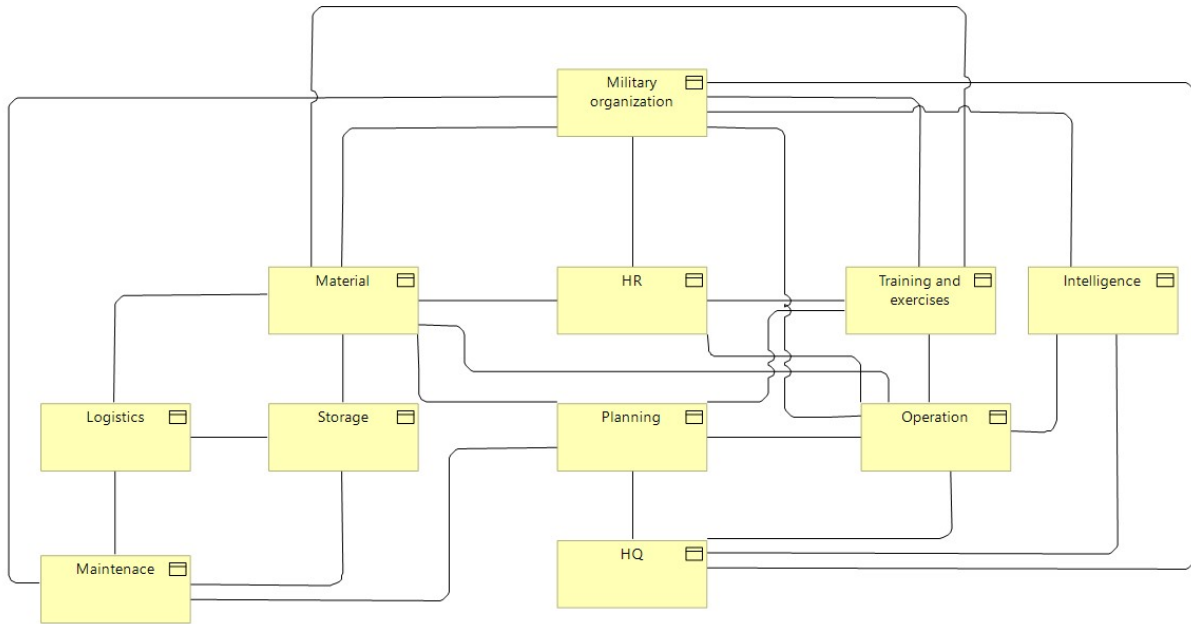 Military
organization
Material
HR
Training and
exercises
Intelligence
Logistics
Storage
Planning
Operation
Maintenace
HQ